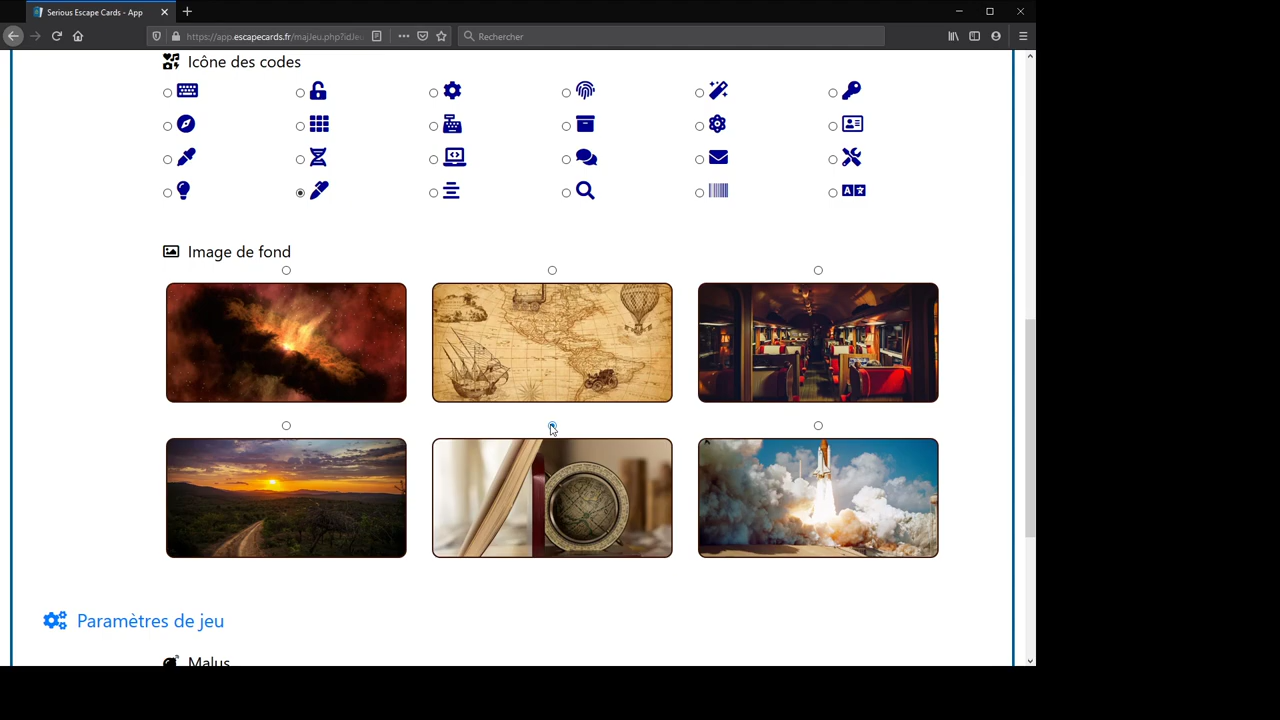 Serious Escape Cards - App
https://app.escapecards.fr/majJeu.php?idJeu
Rechercher
Icône des codes
Image de fond
Paramètres de jeu
Malus